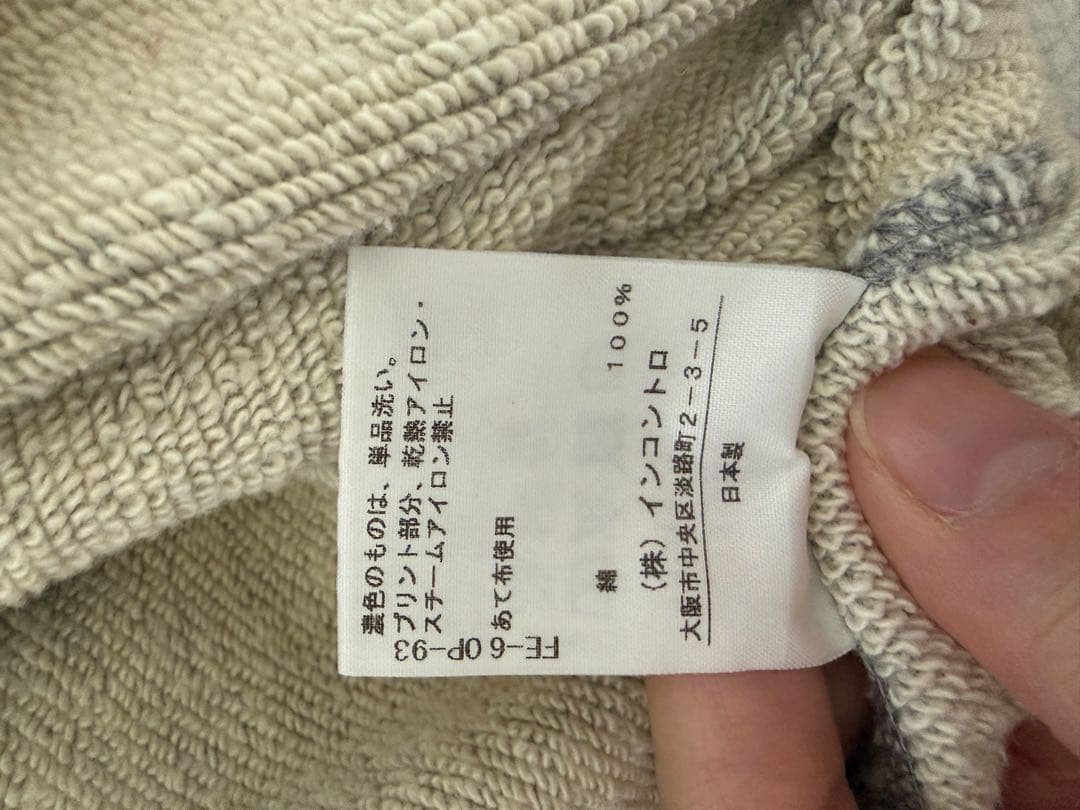 濃色のものは、単品洗い。
プリント部分、乾熱アイロン・
スチームアイロン禁止
あて布使用
綿 100%
(株)インコントロ
大阪市中央区淡路町2-3-5
日本製
FF-6 OP-93